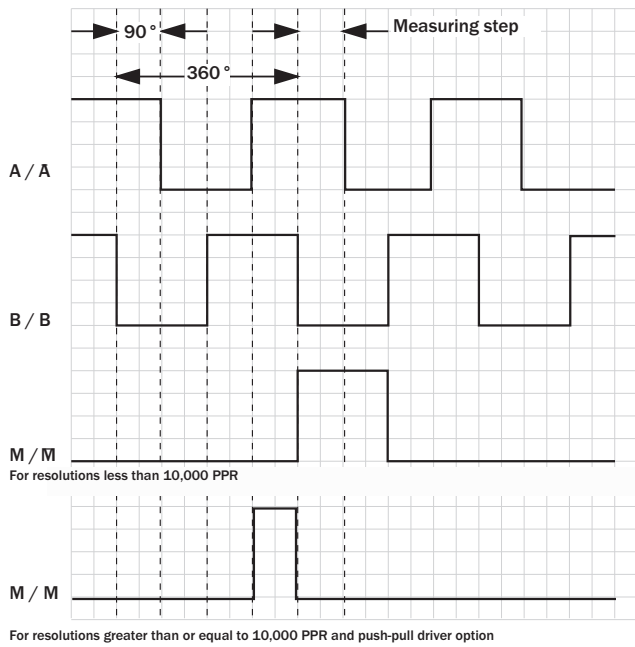 90°
Measuring step
360°
A / A̅
B / B
M / M̅
For resolutions less than 10,000 PPR
M / M
For resolutions greater than or equal to 10,000 PPR and push-pull driver option